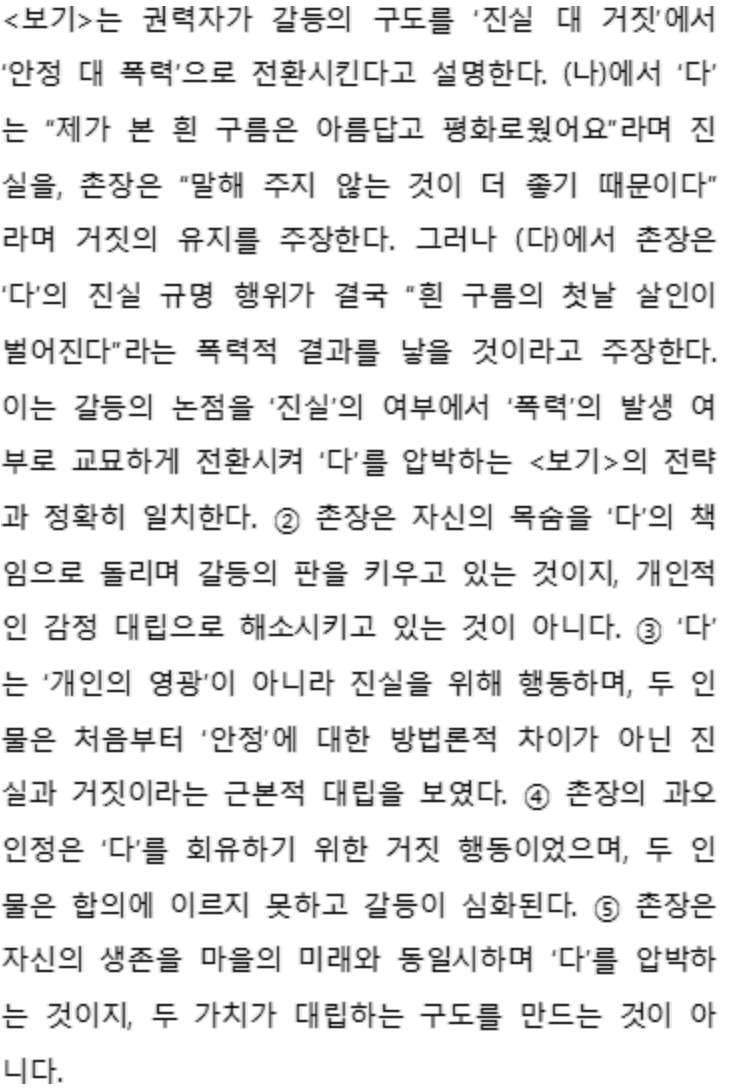 <보기>는 권력자가 갈등의 구도를 ‘진실 대 거짓’에서
‘안정 대 폭력’으로 전환시킨다고 설명한다. (나)에서 ‘다’
는 “제가 본 흰 구름은 아름답고 평화로웠어요”라며 진
실을, 촌장은 “말해 주지 않는 것이 더 좋기 때문이다”
라며 거짓의 유지를 주장한다. 그러나 (다)에서 촌장은
‘다’의 진실 규명 행위가 결국 “흰 구름의 첫날 살인이
벌어진다”라는 폭력적 결과를 낳을 것이라고 주장한다.
이는 갈등의 논점을 ‘진실’의 여부에서 ‘폭력’의 발생 여
부로 교묘하게 전환시켜 ‘다’를 압박하는 <보기>의 전략
과 정확히 일치한다. ② 촌장은 자신의 목숨을 ‘다’의 책
임으로 돌리며 갈등의 판을 키우고 있는 것이지, 개인적
인 감정 대립으로 해소시키고 있는 것이 아니다. ③ ‘다’
는 ‘개인의 영광’이 아니라 진실을 위해 행동하며, 두 인
물은 처음부터 ‘안정’에 대한 방법론적 차이가 아닌 진
실과 거짓이라는 근본적 대립을 보였다. ④ 촌장의 과오
인정은 ‘다’를 회유하기 위한 거짓 행동이었으며, 두 인
물은 합의에 이르지 못하고 갈등이 심화된다. ⑤ 촌장은
자신의 생존을 마을의 미래와 동일시하며 ‘다’를 압박하
는 것이지, 두 가치가 대립하는 구도를 만드는 것이 아
니다.